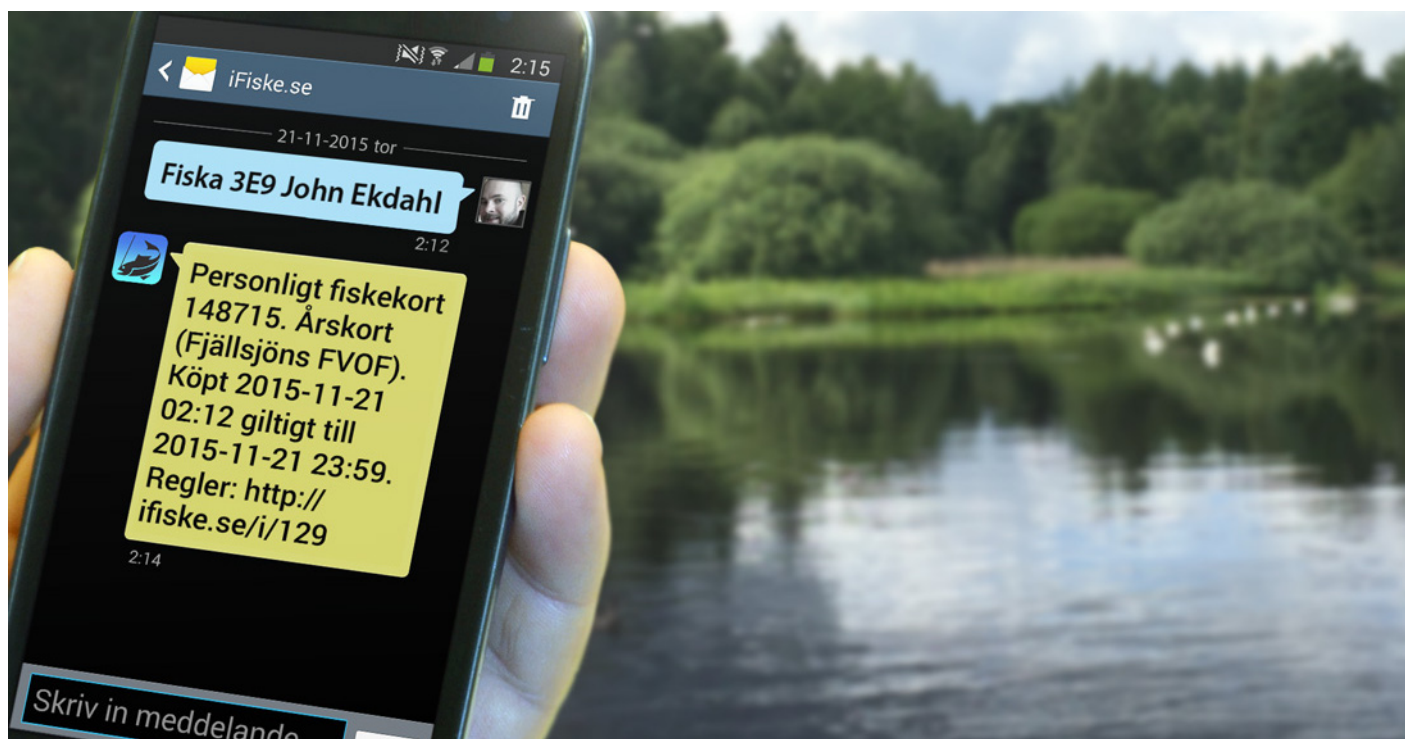 2:15
iFiske.se
21-11-2015 tor
Fiska 3E9 John Ekdahl
2:12
Personligt fiskekort
148715. Årskort
(Fjällsjöns FVOF).
Köpt 2015-11-21
02:12 giltigt till
2015-11-21 23:59.
Regler: http://
ifiske.se/i/129
2:14
Skriv in meddelande